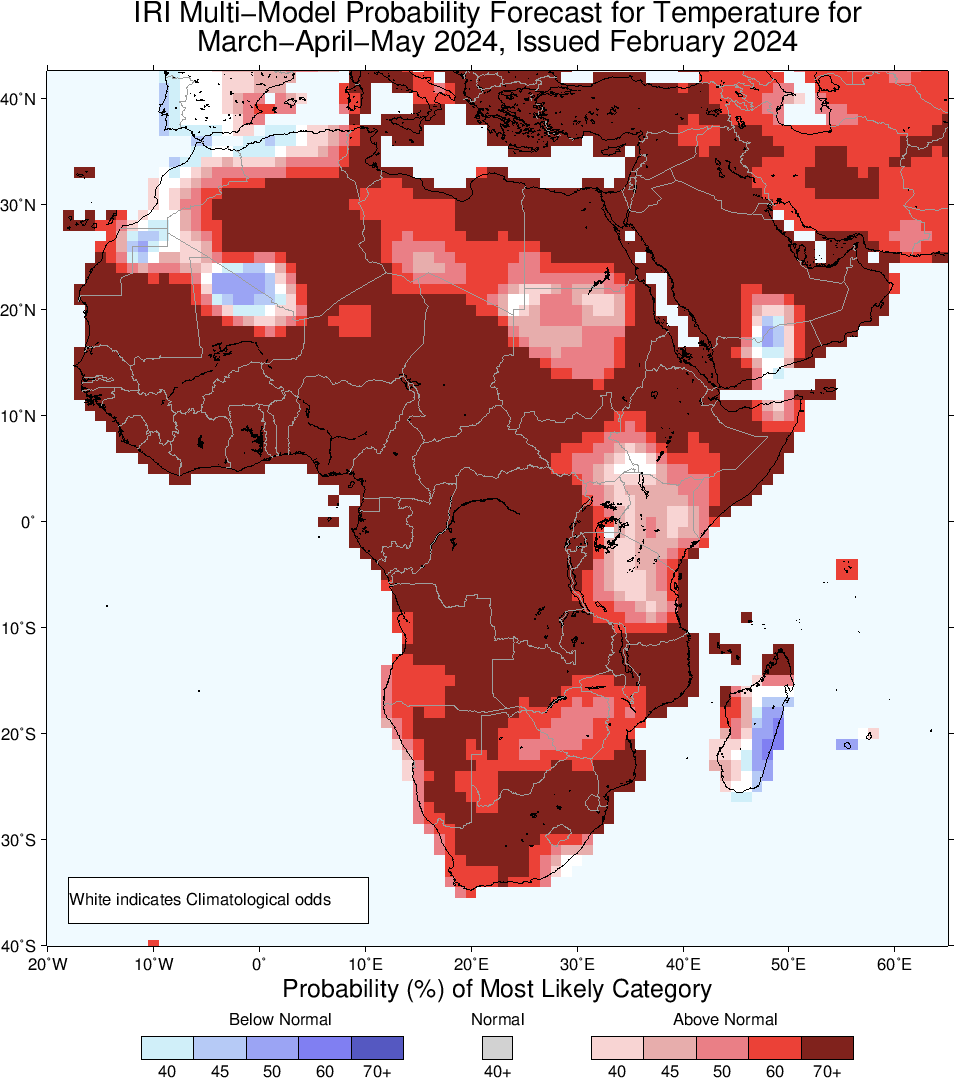 IRI Multi−Model Probability Forecast for Temperature for
March−April−May 2024, Issued February 2024
40˚N
30˚N
20˚N
10˚N
0˚
10˚S
20˚S
30˚S
White indicates Climatological odds
40˚S
20˚W 10˚W 0˚ 10˚E 20˚E 30˚E 40˚E 50˚E 60˚E
Probability (%) of Most Likely Category
Below Normal Normal Above Normal
40 45 50 60 70+ 40+ 40 45 50 60 70+